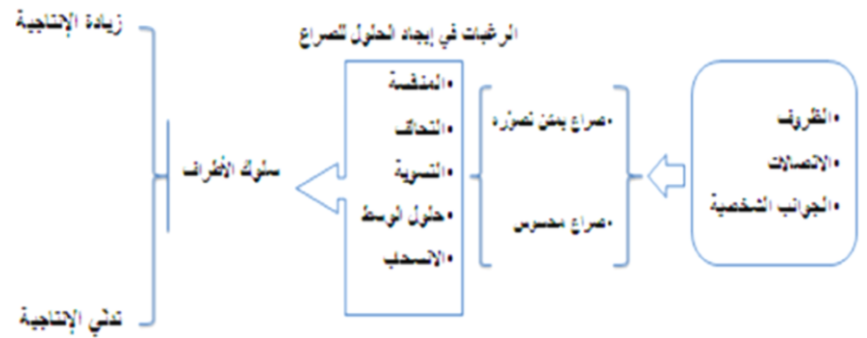 الرغبات في إيجاد الحلول للصراع
• الظروف
• الاتصالات
• الجوانب الشخصية
• صراع يمكن تصوره
• صراع محسوس
• المنافسة
• التحالف
• التسوية
• حلول الوسط
• الانسحاب
سلوك الأطراف
زيادة الإنتاجية
تدني الإنتاجية